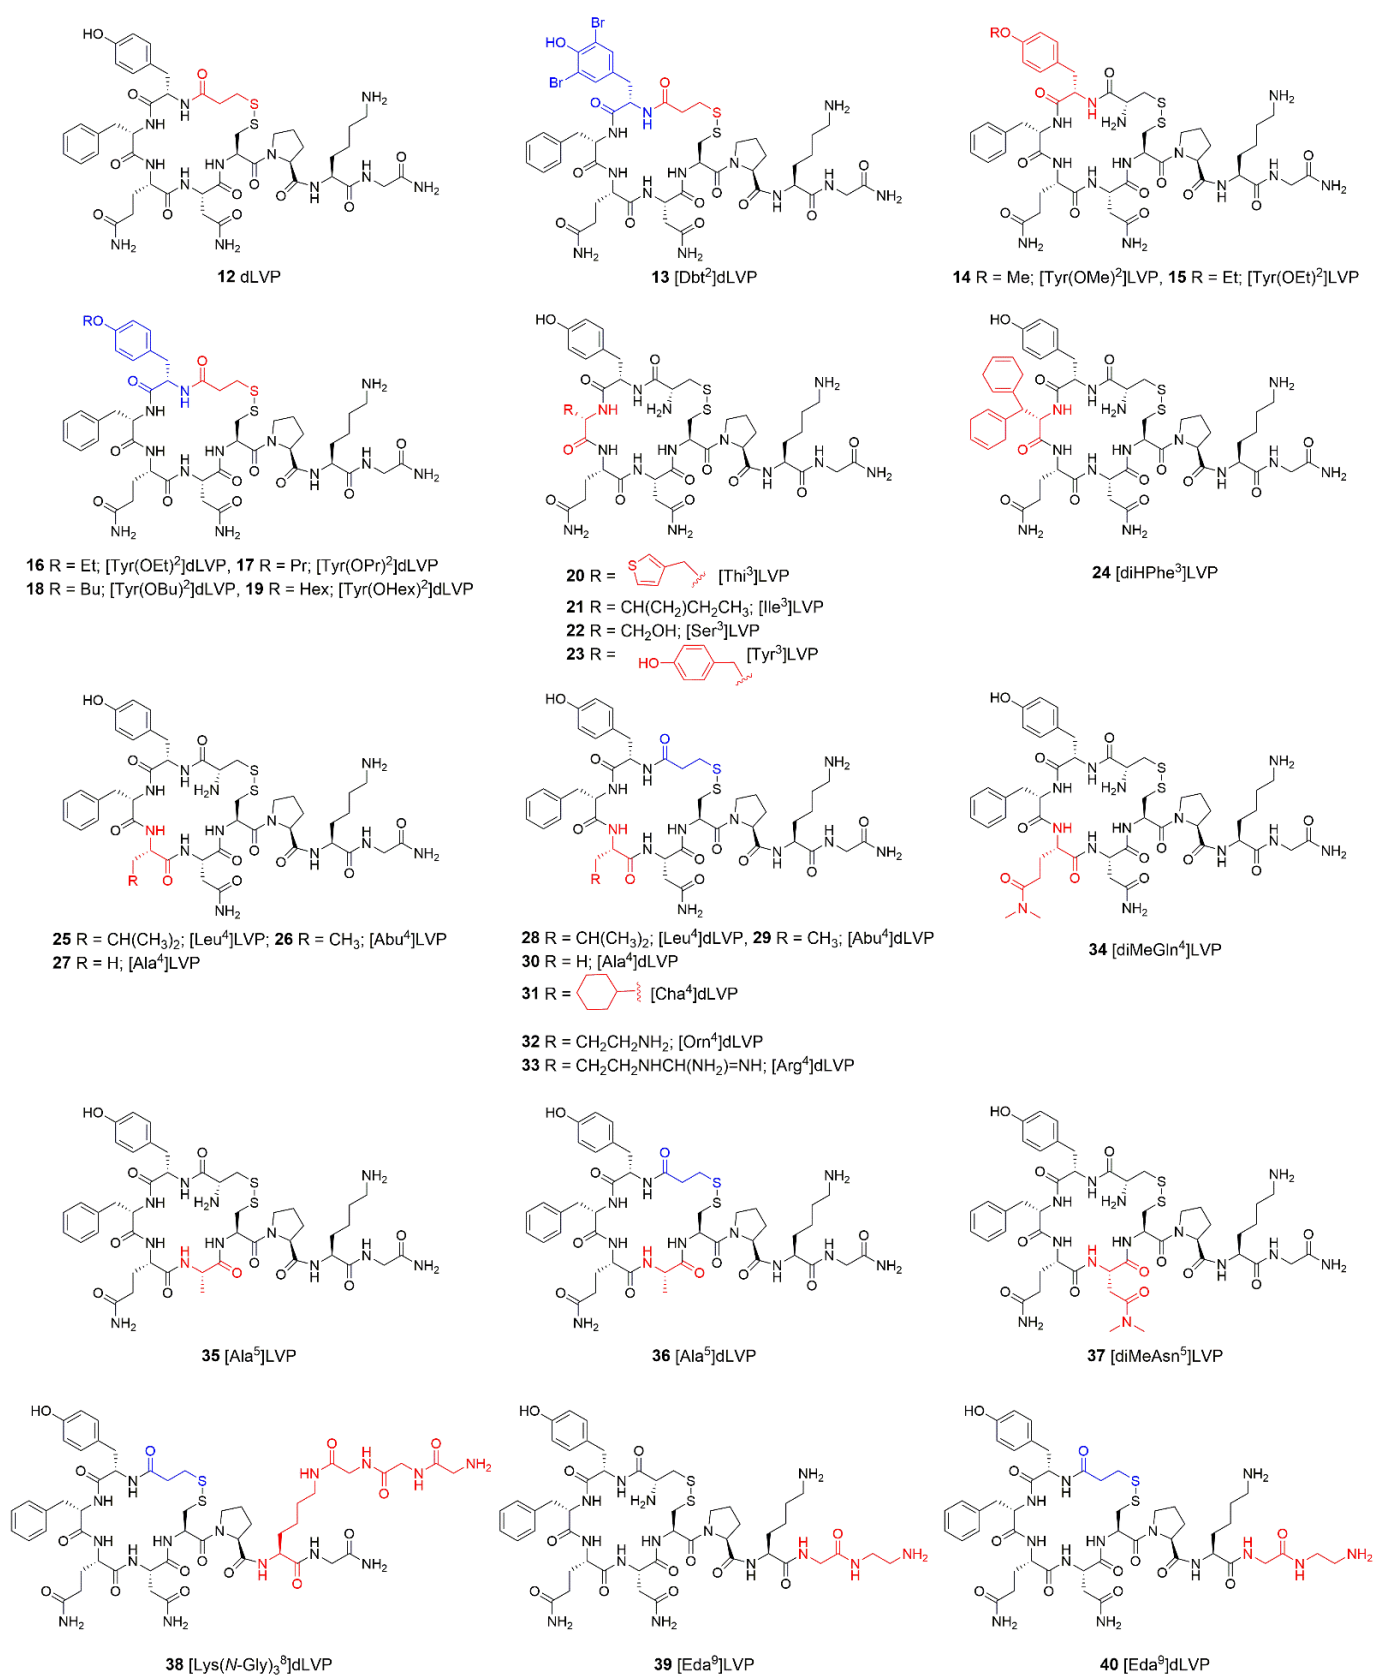 12 dLVP
13 [Dbt²]dLVP
14 R = Me; [Tyr(OMe)²]LVP, 15 R = Et; [Tyr(OEt)²]LVP
16 R = Et; [Tyr(OEt)²]dLVP, 17 R = Pr; [Tyr(OPr)²]dLVP
18 R = Bu; [Tyr(OBu)²]dLVP, 19 R = Hex; [Tyr(OHex)²]dLVP
20 R = S [Thi³]LVP
21 R = CH(CH₂)CH₂CH₃; [Ile³]LVP
22 R = CH₂OH; [Ser³]LVP
23 R = HO [Tyr³]LVP
24 [diHPhe³]LVP
25 R = CH(CH₃)₂; [Leu⁴]LVP; 26 R = CH₃; [Abu⁴]LVP
27 R = H; [Ala⁴]LVP
28 R = CH(CH₃)₂; [Leu⁴]dLVP, 29 R = CH₃; [Abu⁴]dLVP
30 R = H; [Ala⁴]dLVP
31 R = [Cha⁴]dLVP
32 R = CH₂CH₂NH₂; [Orn⁴]dLVP
33 R = CH₂CH₂NHCH(NH₂)=NH; [Arg⁴]dLVP
34 [diMeGln⁴]LVP
35 [Ala⁵]LVP
36 [Ala⁵]dLVP
37 [diMeAsn⁵]LVP
38 [Lys(N-Gly)₃⁸]dLVP
39 [Eda⁹]LVP
40 [Eda⁹]dLVP